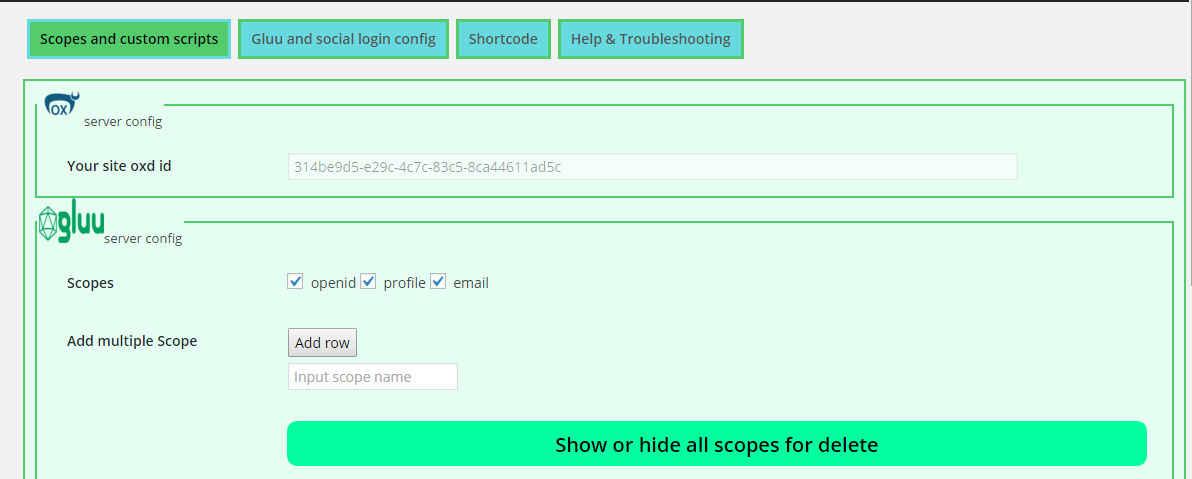 Scopes and custom scripts Gluu and social login config Shortcode Help & Troubleshooting
OX
server config
Your site oxd id 314be9d5-e29c-4c7c-83c5-8ca44611ad5c
gluu
server config
Scopes openid profile email
Add multiple Scope Add row
Input scope name
Show or hide all scopes for delete